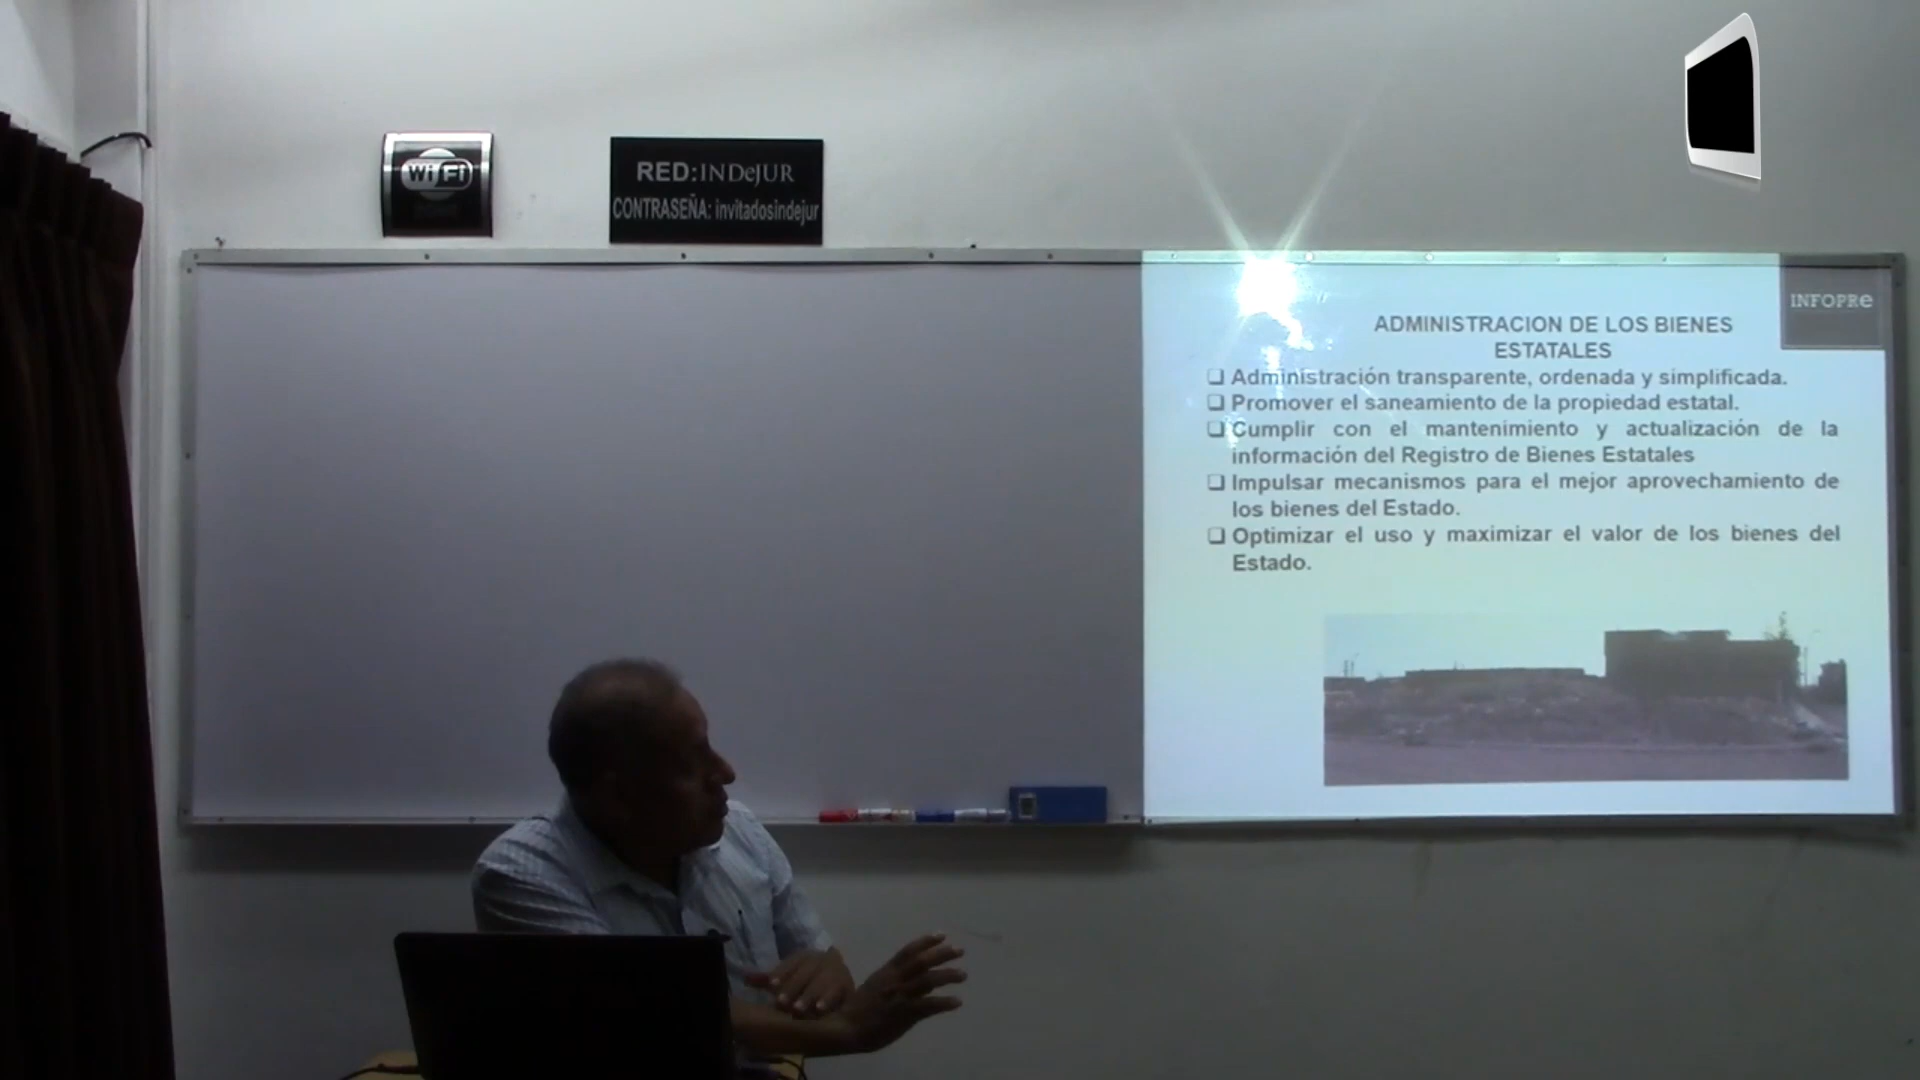 Wi Fi
RED:INDeJUR
CONTRASEÑA: invitadosindejur
INFOPRe
ADMINISTRACION DE LOS BIENES
ESTATALES
❑ Administración transparente, ordenada y simplificada.
❑ Promover el saneamiento de la propiedad estatal.
❑ Cumplir con el mantenimiento y actualización de la
información del Registro de Bienes Estatales
❑ Impulsar mecanismos para el mejor aprovechamiento de
los bienes del Estado.
❑ Optimizar el uso y maximizar el valor de los bienes del
Estado.